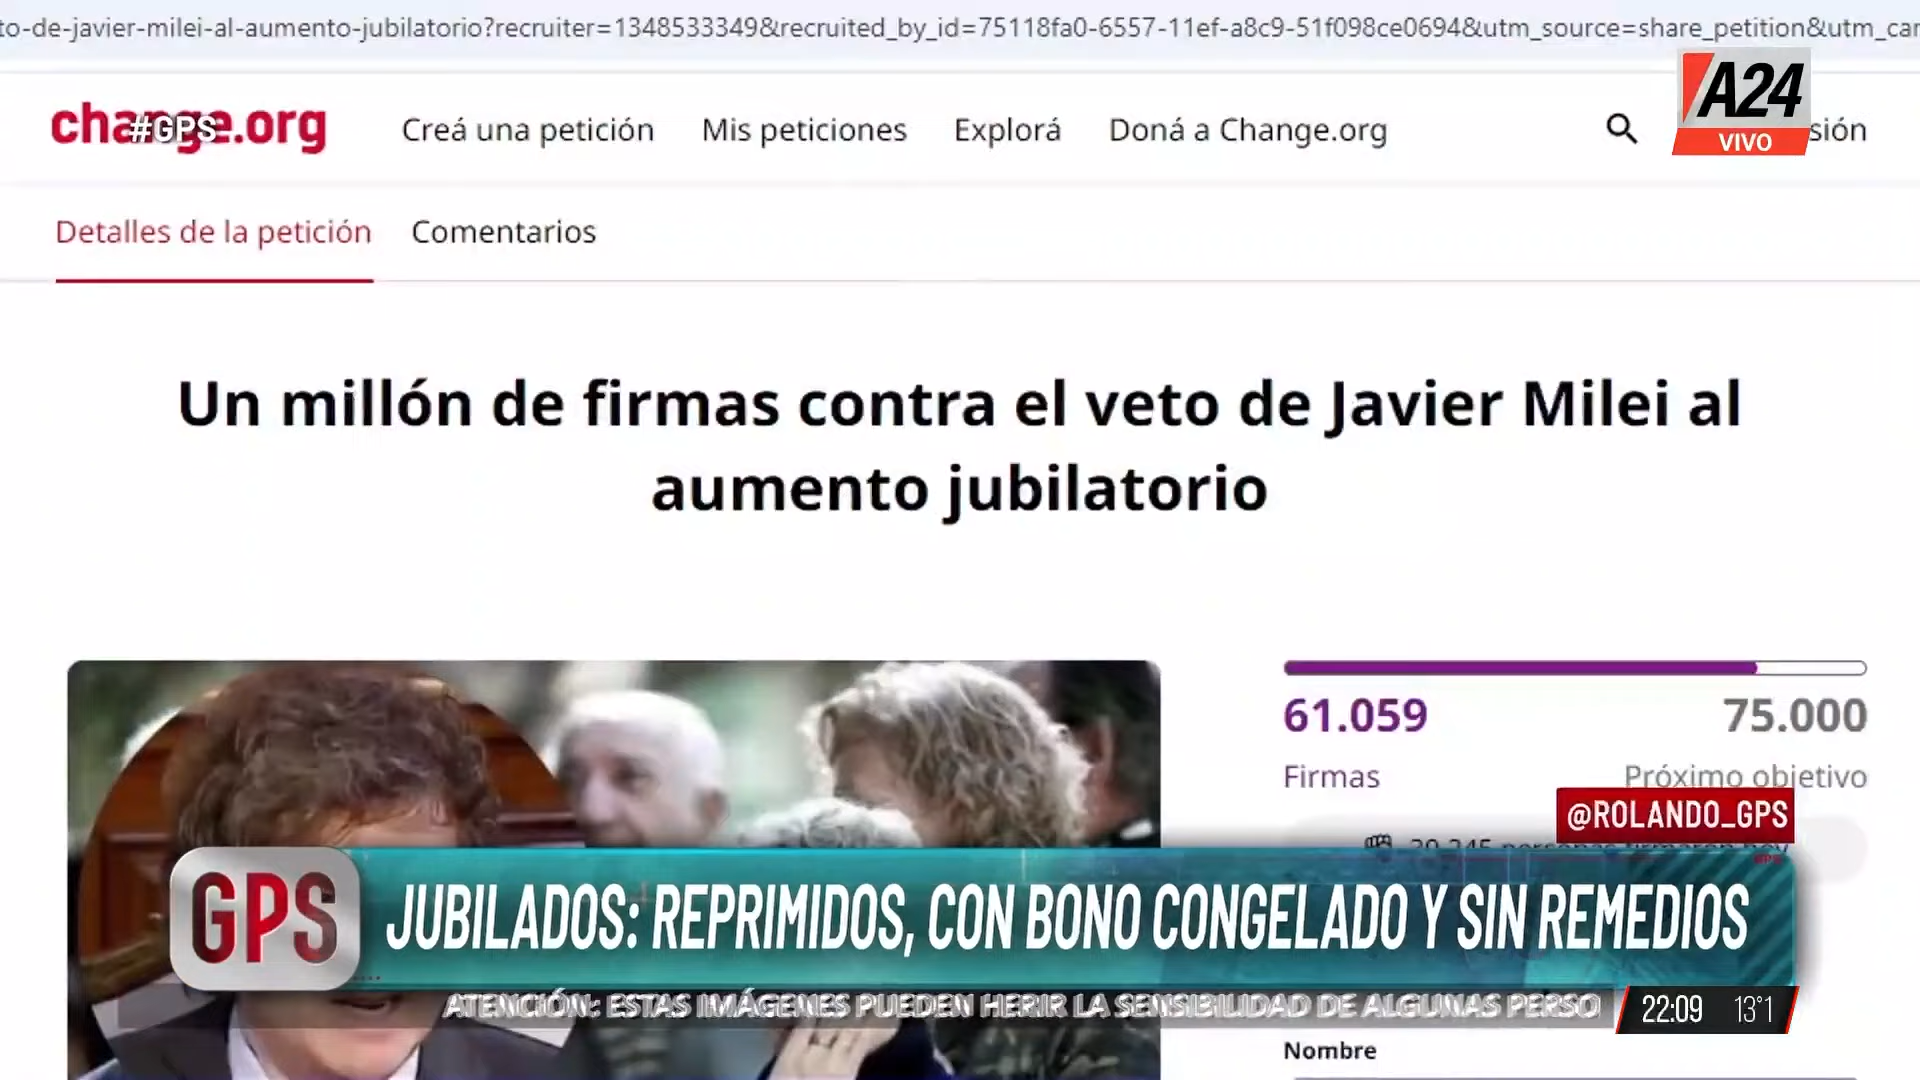 to-de-javier-milei-al-aumento-jubilatorio?recruiter=1348533349&recruited_by_id=75118fa0-6557-11ef-a8c9-51f098ce0694&utm_source=share_petition&utm_car
A24
VIVO
change.org
#GPS
Creá una petición
Mis peticiones
Explorá
Doná a Change.org
sión
Detalles de la petición
Comentarios
Un millón de firmas contra el veto de Javier Milei al
aumento jubilatorio
61.059
75.000
Firmas
Próximo objetivo
@ROLANDO_GPS
personas firmaron hoy
GPS
JUBILADOS: REPRIMIDOS, CON BONO CONGELADO Y SIN REMEDIOS
ATENCIÓN: ESTAS IMÁGENES PUEDEN HERIR LA SENSIBILIDAD DE ALGUNAS PERSO
22:09
13°1
Nombre